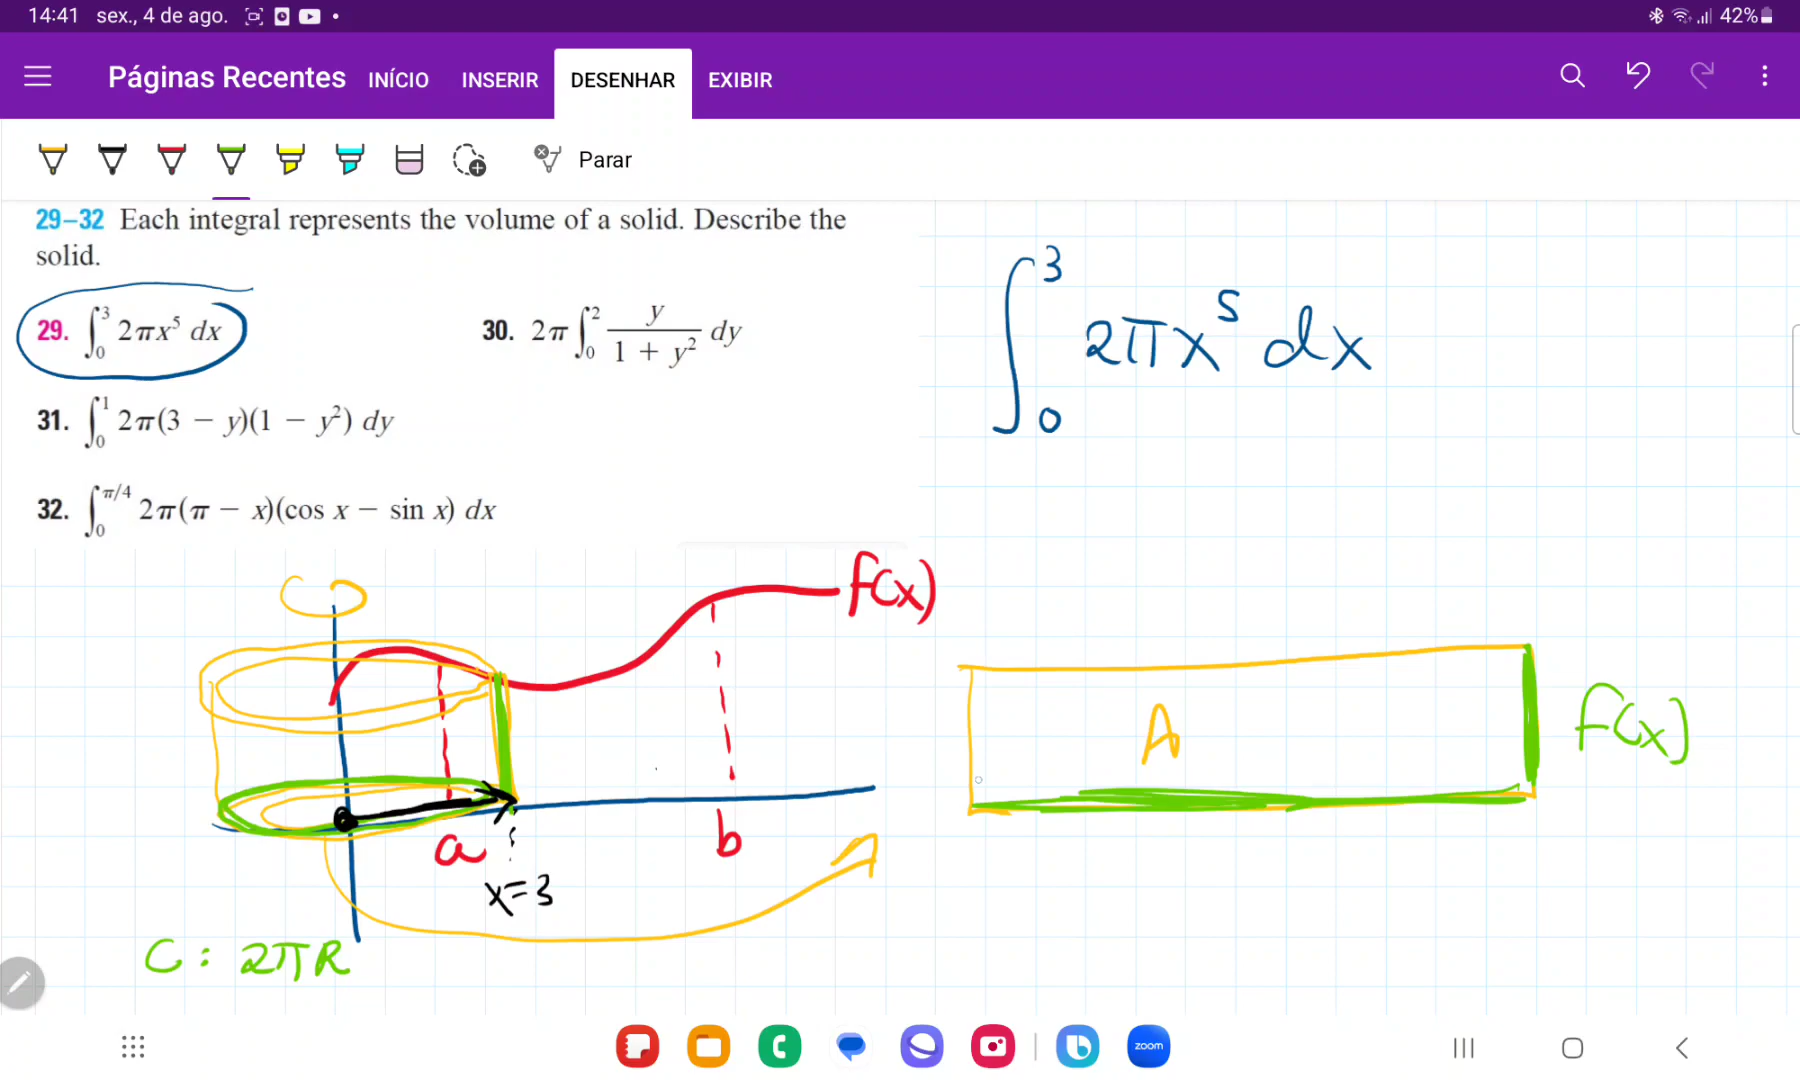 14:41 sex., 4 de ago. 42%
Páginas Recentes INÍCIO INSERIR DESENHAR EXIBIR
Parar
29–32 Each integral represents the volume of a solid. Describe the
solid.
29. ∫₀³ 2πx⁵ dx
30. 2π ∫₀² y/(1 + y²) dy
31. ∫₀¹ 2π(3 − y)(1 − y²) dy
32. ∫₀^(π/4) 2π(π − x)(cos x − sin x) dx
∫₀³ 2πx⁵ dx
f(x)
A
f(x)
a
b
x=3
C: 2πR
zoom